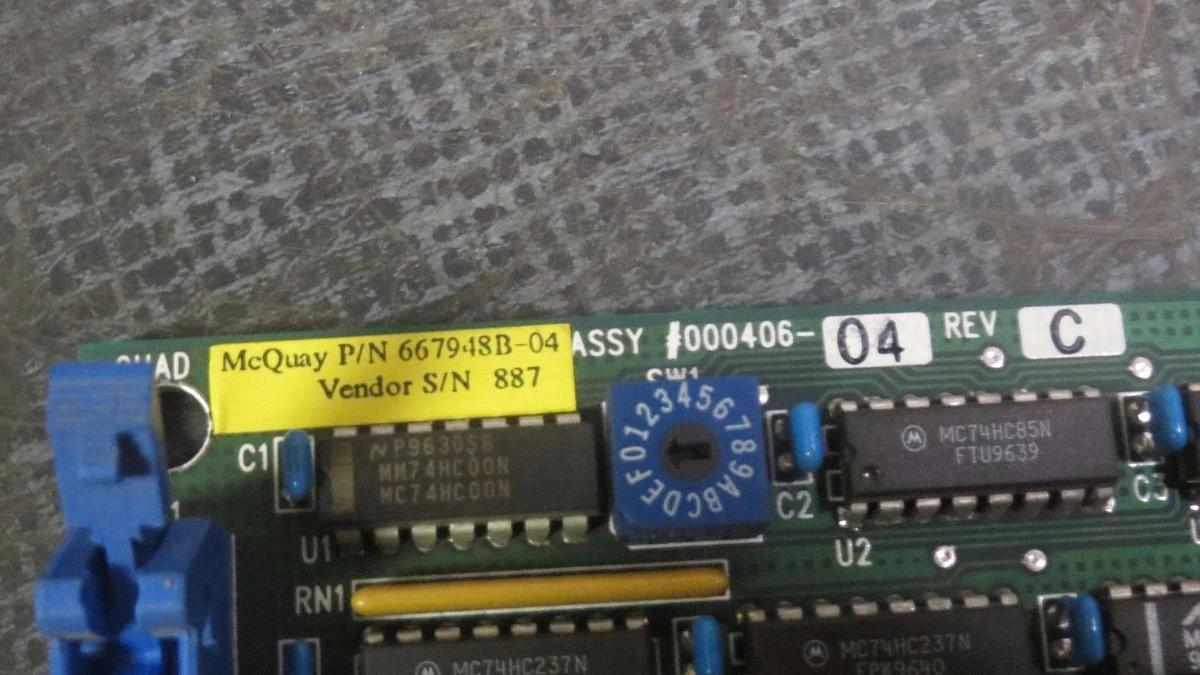 QUAD
McQuay P/N 667948B-04
Vendor S/N 887
ASSY #000406-
04
REV
C
SW1
0123456789ABCDEF
C1
P9630SB
MM74HC00N
MC74HC00N
U1
C2
MC74HC85N
FTU9639
U2
C3
RN1
MC74HC237N
MC74HC237N
FPK9640